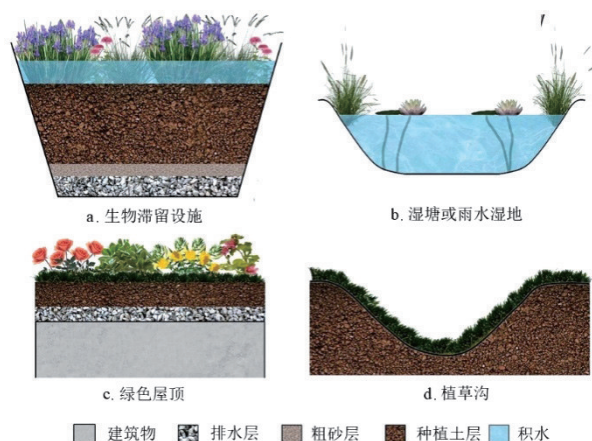 a. 生物滞留设施
b. 湿塘或雨水湿地
c. 绿色屋顶
d. 植草沟
建筑物 排水层 粗砂层 种植土层 积水